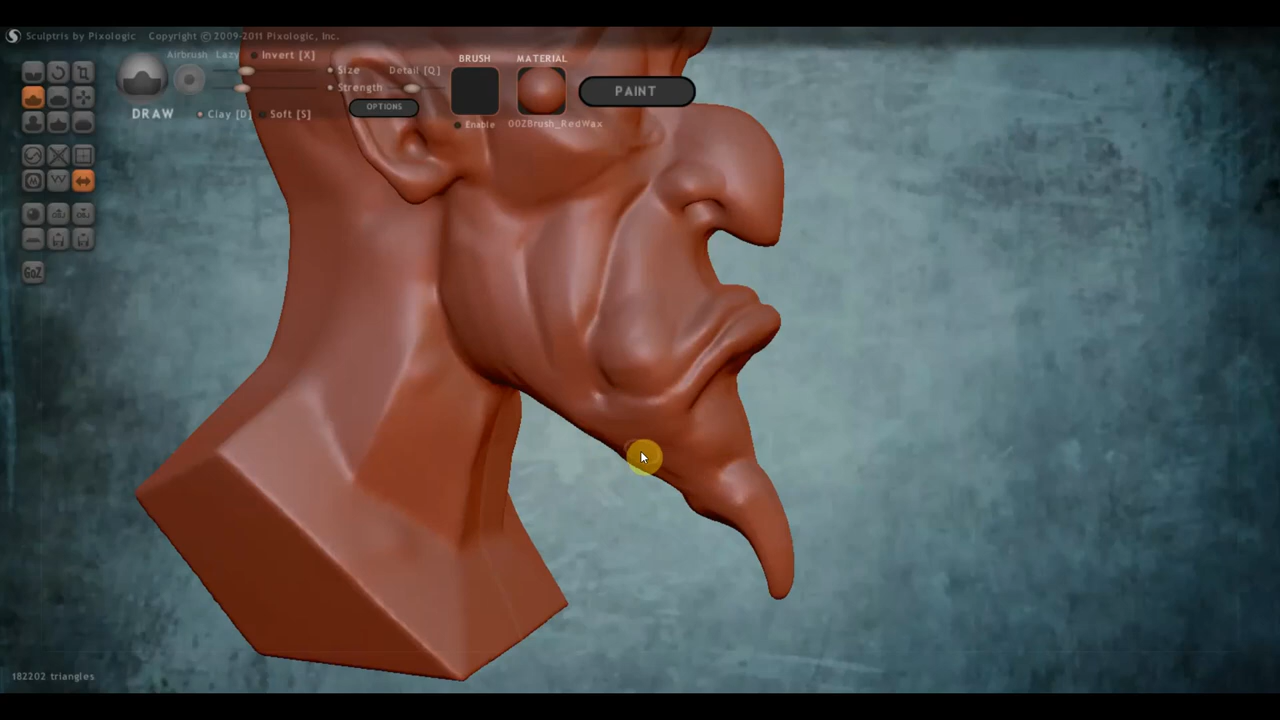 Sculptris by Pixologic Copyright © 2009-2011 Pixologic, Inc.
Airbrush Lazy Invert [X]
Size Detail [Q]
Strength
OPTIONS
DRAW Clay [D] Soft [S]
BRUSH
Enable
MATERIAL
00ZBrush_RedWax
PAINT
GoZ
182202 triangles